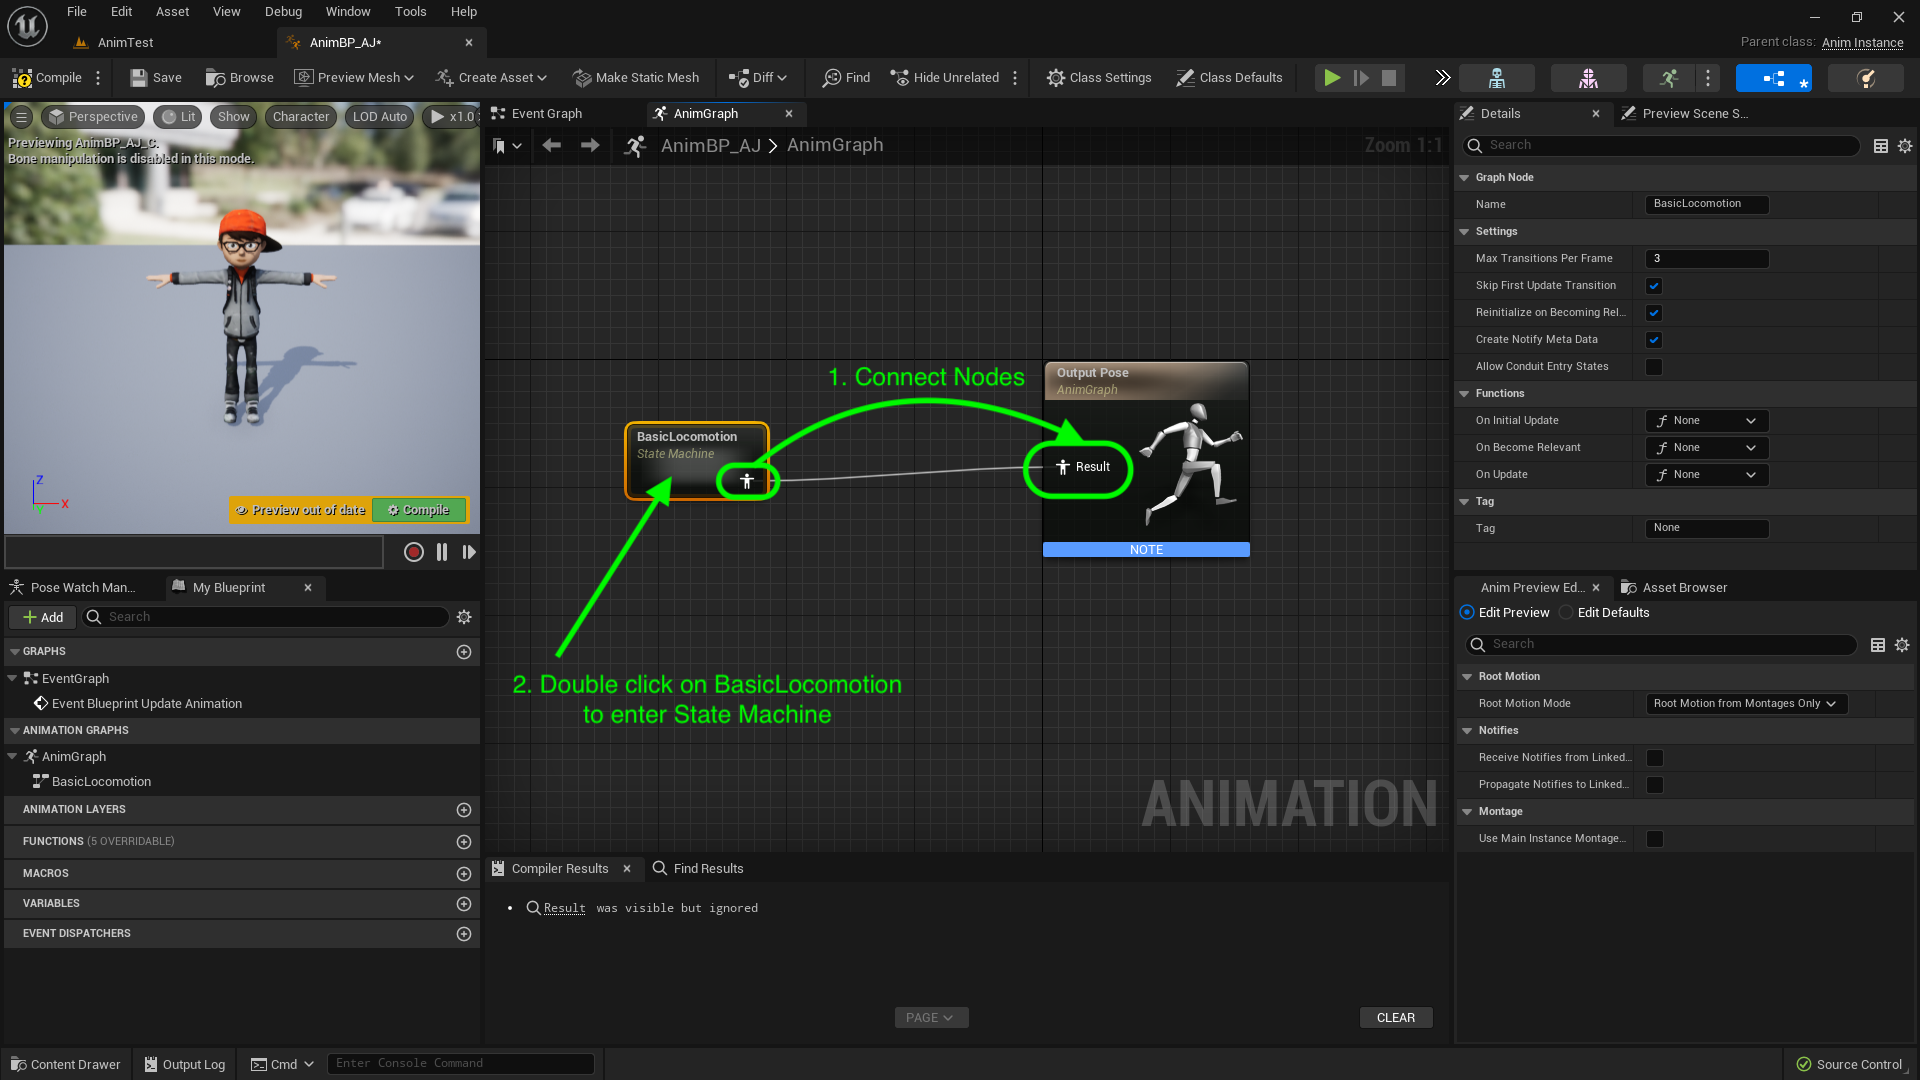 File Edit Asset View Debug Window Tools Help
AnimTest
AnimBP_AJ*
Parent class: Anim Instance
Compile Save Browse Preview Mesh Create Asset Make Static Mesh Diff Find Hide Unrelated Class Settings Class Defaults
Perspective Lit Show Character LOD Auto x1.0
Previewing AnimBP_AJ_C.
Bone manipulation is disabled in this mode.
Z
X
Y
Preview out of date Compile
Pose Watch Man... My Blueprint
Add Search
GRAPHS
EventGraph
Event Blueprint Update Animation
ANIMATION GRAPHS
AnimGraph
BasicLocomotion
ANIMATION LAYERS
FUNCTIONS (5 OVERRIDABLE)
MACROS
VARIABLES
EVENT DISPATCHERS
Event Graph AnimGraph
AnimBP_AJ > AnimGraph
Zoom 1:1
1. Connect Nodes
Output Pose
AnimGraph
Result
NOTE
BasicLocomotion
State Machine
2. Double click on BasicLocomotion
to enter State Machine
ANIMATION
Compiler Results Find Results
Result was visible but ignored
PAGE CLEAR
Details Preview Scene S...
Search
Graph Node
Name BasicLocomotion
Settings
Max Transitions Per Frame 3
Skip First Update Transition
Reinitialize on Becoming Rel...
Create Notify Meta Data
Allow Conduit Entry States
Functions
On Initial Update None
On Become Relevant None
On Update None
Tag
Tag None
Anim Preview Ed... Asset Browser
Edit Preview Edit Defaults
Search
Root Motion
Root Motion Mode Root Motion from Montages Only
Notifies
Receive Notifies from Linked...
Propagate Notifies to Linked...
Montage
Use Main Instance Montage...
Content Drawer Output Log Cmd Enter Console Command Source Control